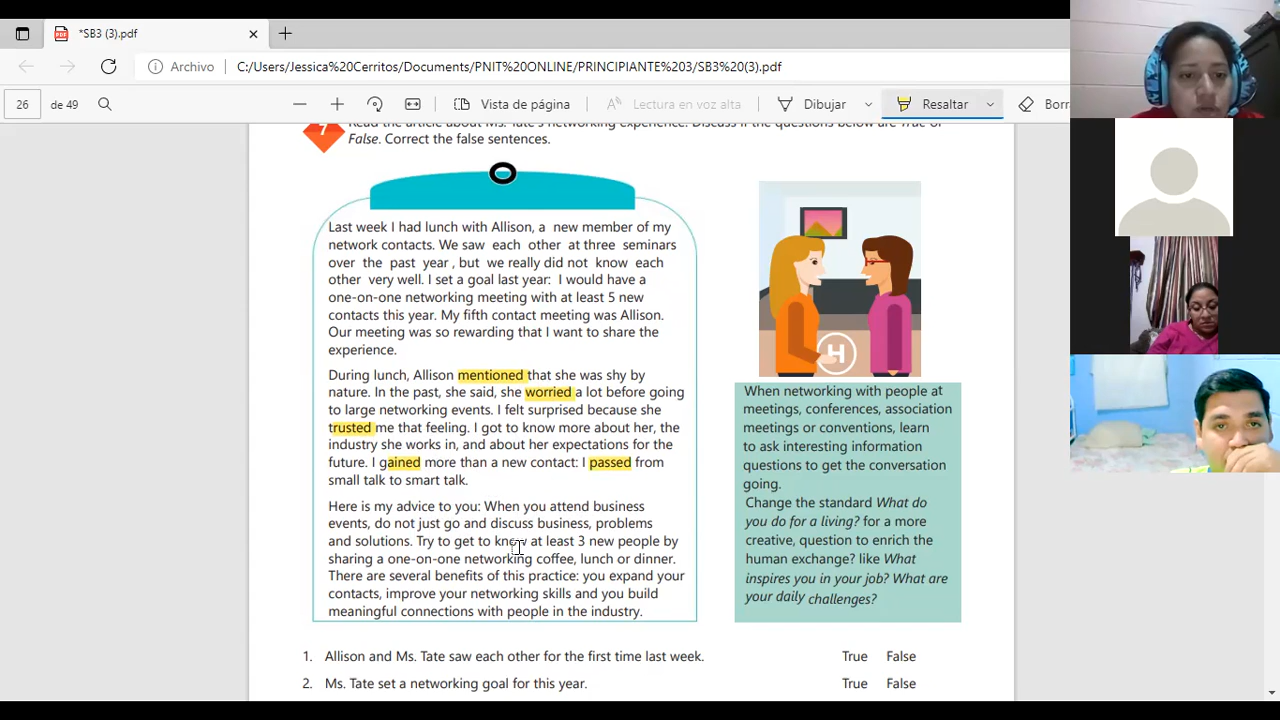 *SB3 (3).pdf
Archivo
C:/Users/Jessica%20Cerritos/Documents/PNIT%20ONLINE/PRINCIPIANTE%203/SB3%20(3).pdf
26 de 49
Vista de página
Lectura en voz alta
Dibujar
Resaltar
7
False. Correct the false sentences.
Last week I had lunch with Allison, a new member of my
network contacts. We saw each other at three seminars
over the past year , but we really did not know each
other very well. I set a goal last year: I would have a
one-on-one networking meeting with at least 5 new
contacts this year. My fifth contact meeting was Allison.
Our meeting was so rewarding that I want to share the
experience.
During lunch, Allison mentioned that she was shy by
nature. In the past, she said, she worried a lot before going
to large networking events. I felt surprised because she
trusted me that feeling. I got to know more about her, the
industry she works in, and about her expectations for the
future. I gained more than a new contact: I passed from
small talk to smart talk.
Here is my advice to you: When you attend business
events, do not just go and discuss business, problems
and solutions. Try to get to know at least 3 new people by
sharing a one-on-one networking coffee, lunch or dinner.
There are several benefits of this practice: you expand your
contacts, improve your networking skills and you build
meaningful connections with people in the industry.
H
When networking with people at
meetings, conferences, association
meetings or conventions, learn
to ask interesting information
questions to get the conversation
going.
Change the standard What do
you do for a living? for a more
creative, question to enrich the
human exchange? like What
inspires you in your job? What are
your daily challenges?
1. Allison and Ms. Tate saw each other for the first time last week. True False
2. Ms. Tate set a networking goal for this year. True False